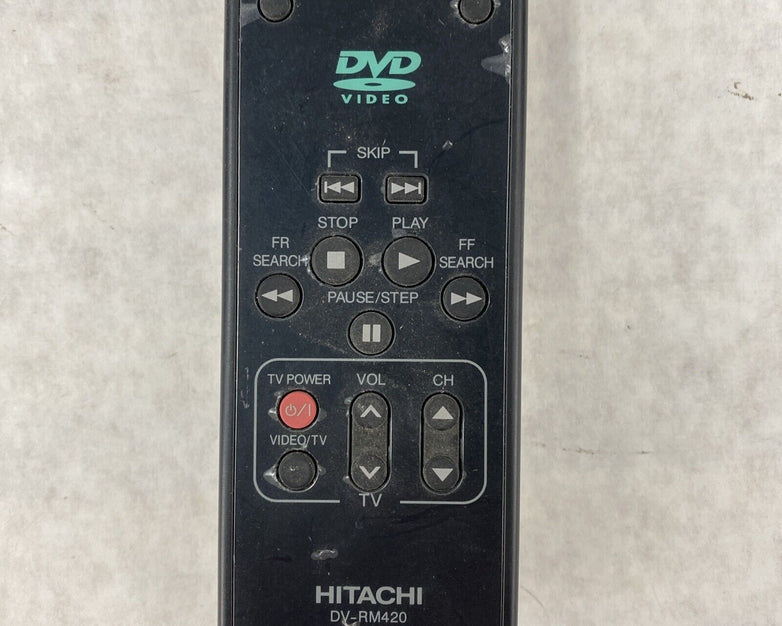 DVD
VIDEO
SKIP
STOP PLAY
FR
SEARCH
FF
SEARCH
PAUSE/STEP
TV POWER VOL CH
VIDEO/TV
TV
HITACHI
DV-RM420